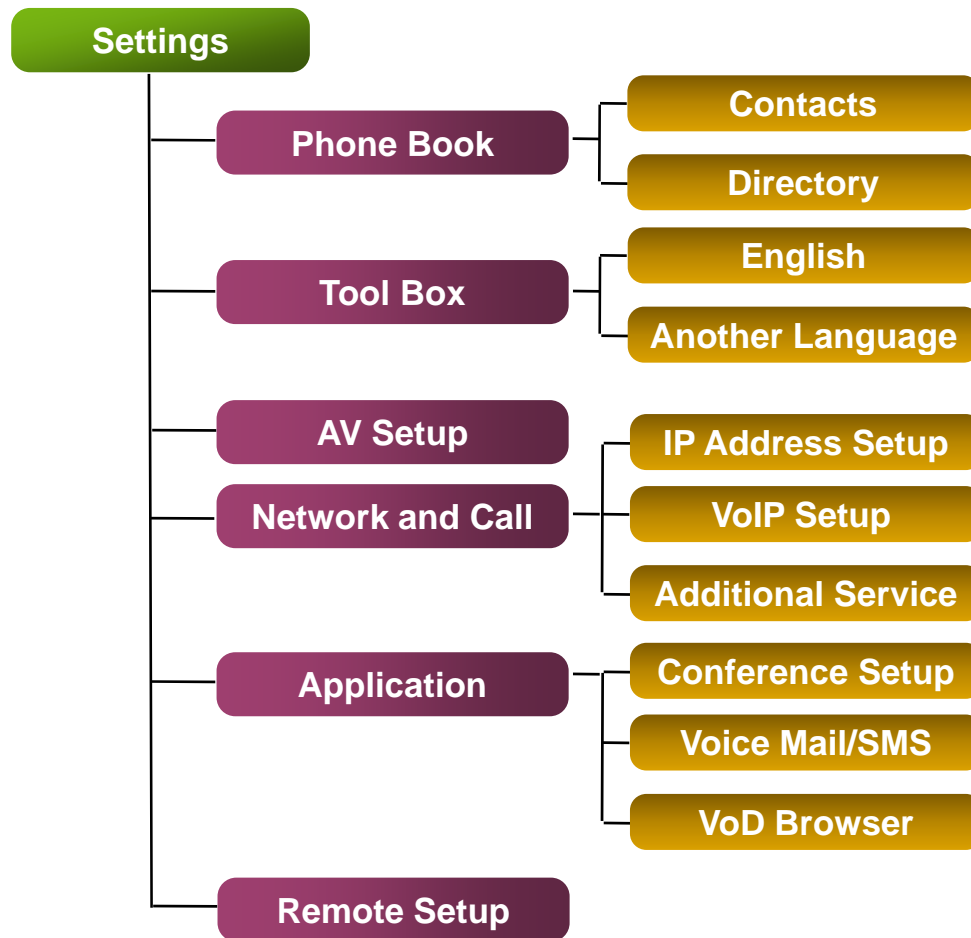 Settings
Phone Book
Contacts
Directory
Tool Box
English
Another Language
AV Setup
Network and Call
IP Address Setup
VoIP Setup
Additional Service
Application
Conference Setup
Voice Mail/SMS
VoD Browser
Remote Setup